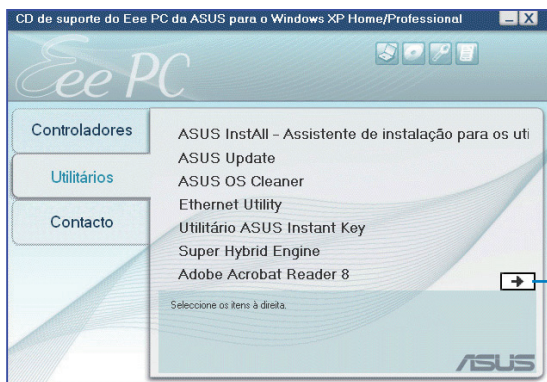 CD de suporte do Eee PC da ASUS para o Windows XP Home/Professional
Eee PC
Controladores
Utilitários
Contacto
ASUS InstAll - Assistente de instalação para os uti
ASUS Update
ASUS OS Cleaner
Ethernet Utility
Utilitário ASUS Instant Key
Super Hybrid Engine
Adobe Acrobat Reader 8
Seleccione os itens à direita.
ASUS